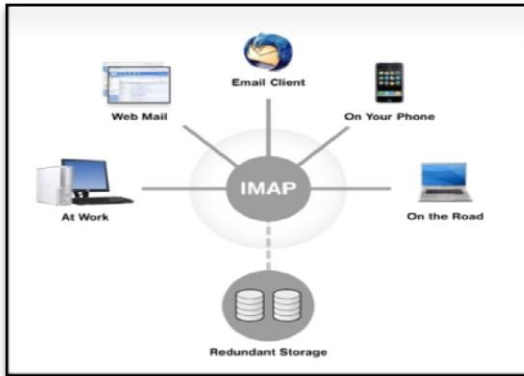 Email Client
Web Mail
On Your Phone
IMAP
At Work
On the Road
Redundant Storage